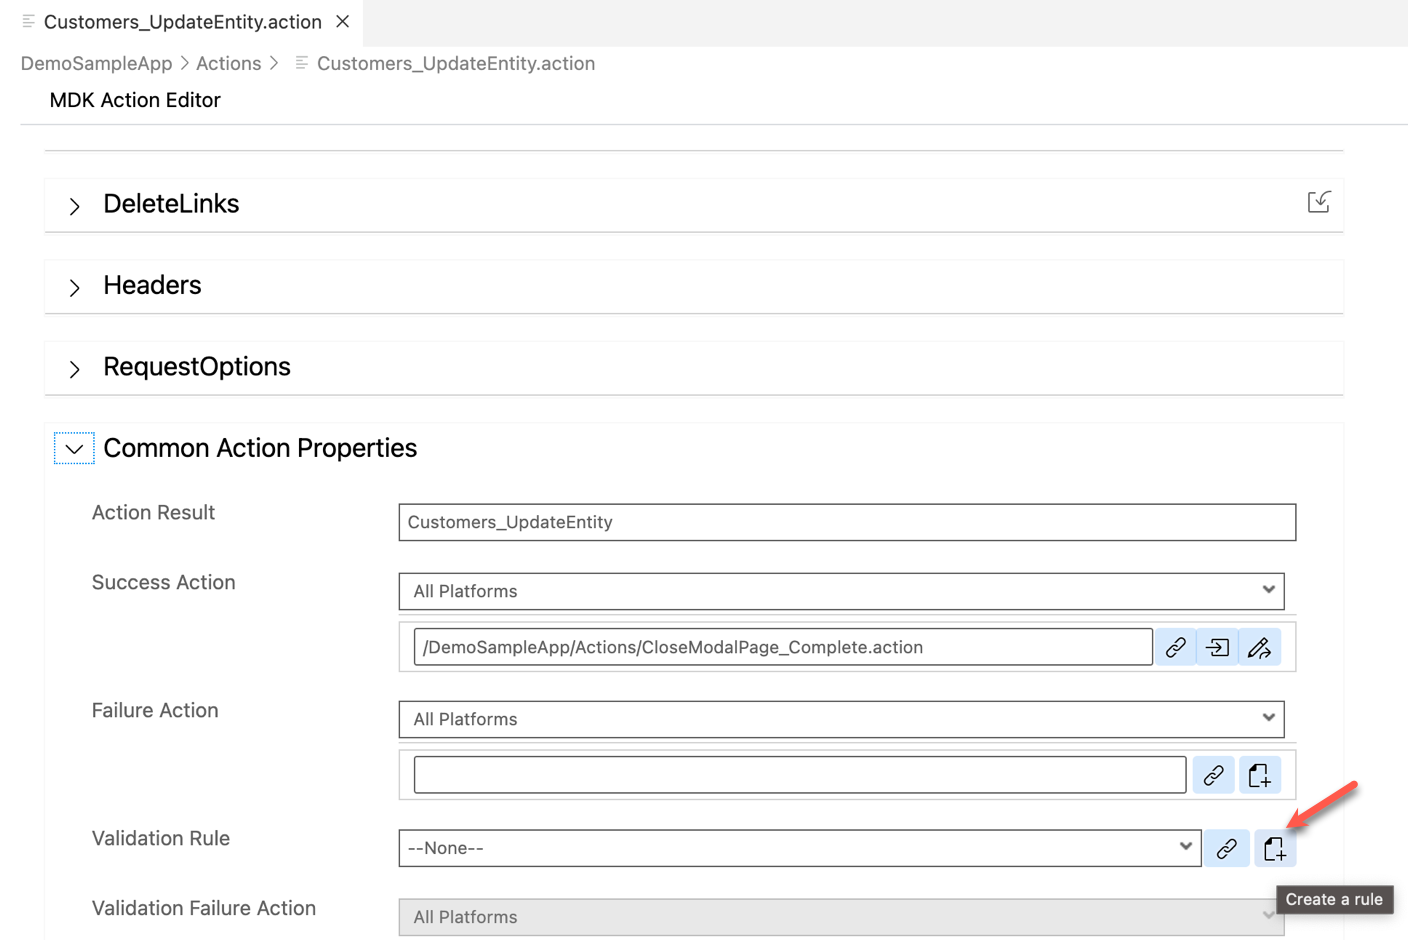 Customers_UpdateEntity.action
DemoSampleApp > Actions > Customers_UpdateEntity.action
MDK Action Editor
DeleteLinks
Headers
RequestOptions
Common Action Properties
Action Result
Customers_UpdateEntity
Success Action
All Platforms
/DemoSampleApp/Actions/CloseModalPage_Complete.action
Failure Action
All Platforms
Validation Rule
--None--
Create a rule
Validation Failure Action
All Platforms